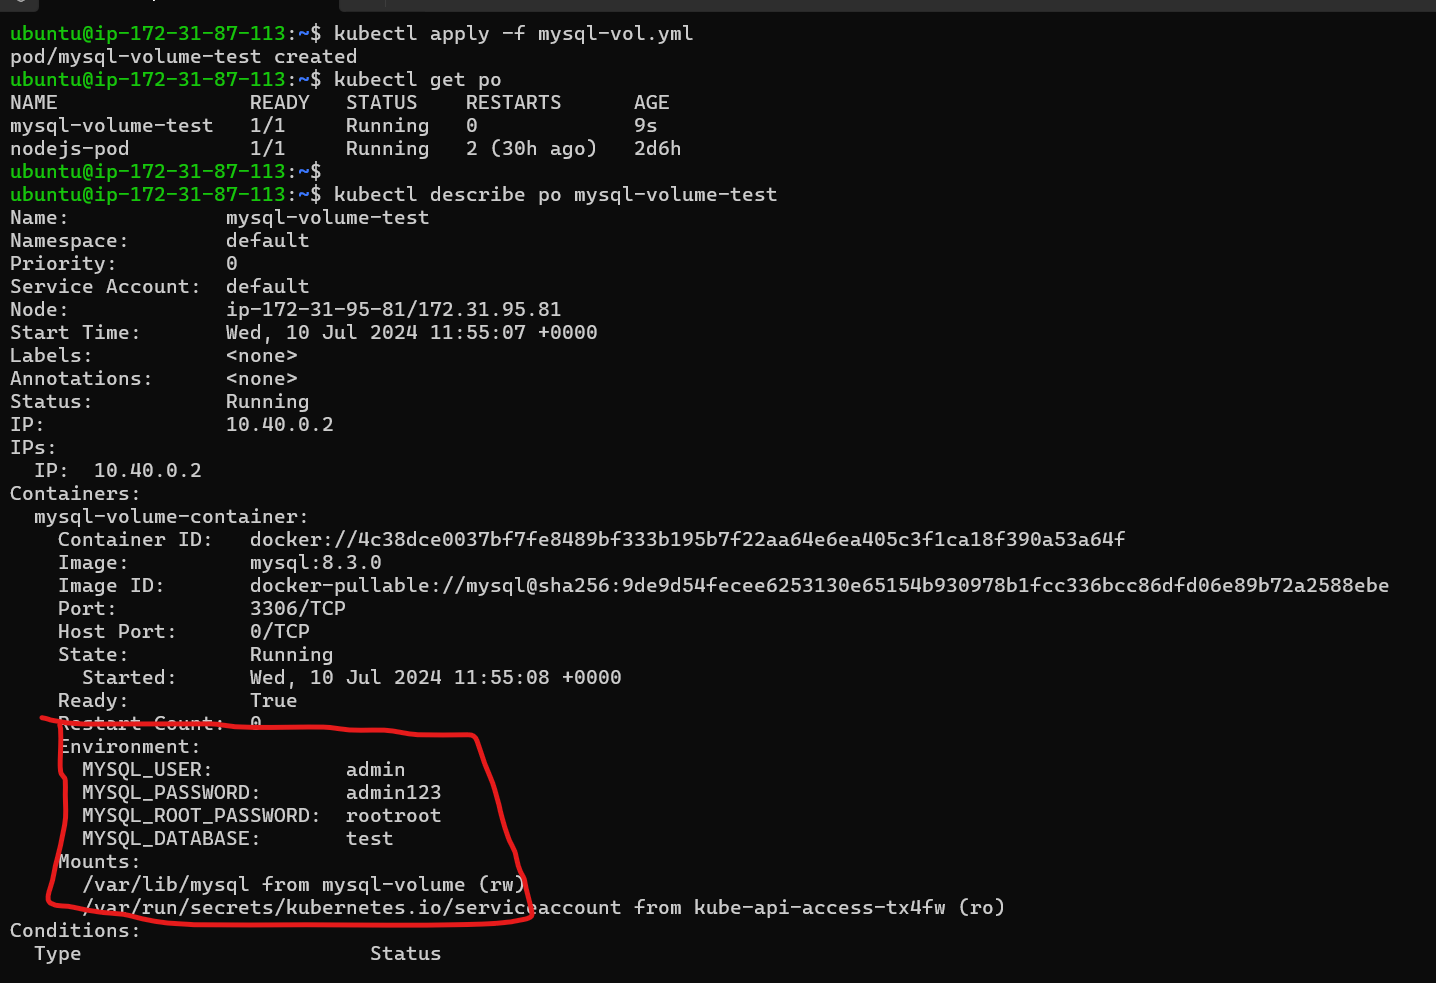 ubuntu@ip-172-31-87-113:~$ kubectl apply -f mysql-vol.yml
pod/mysql-volume-test created
ubuntu@ip-172-31-87-113:~$ kubectl get po
NAME                READY   STATUS    RESTARTS      AGE
mysql-volume-test   1/1     Running   0             9s
nodejs-pod          1/1     Running   2 (30h ago)   2d6h
ubuntu@ip-172-31-87-113:~$
ubuntu@ip-172-31-87-113:~$ kubectl describe po mysql-volume-test
Name:             mysql-volume-test
Namespace:        default
Priority:         0
Service Account:  default
Node:             ip-172-31-95-81/172.31.95.81
Start Time:       Wed, 10 Jul 2024 11:55:07 +0000
Labels:           <none>
Annotations:      <none>
Status:           Running
IP:               10.40.0.2
IPs:
  IP:  10.40.0.2
Containers:
  mysql-volume-container:
    Container ID:   docker://4c38dce0037bf7fe8489bf333b195b7f22aa64e6ea405c3f1ca18f390a53a64f
    Image:          mysql:8.3.0
    Image ID:       docker-pullable://mysql@sha256:9de9d54fecee6253130e65154b930978b1fcc336bcc86dfd06e89b72a2588ebe
    Port:           3306/TCP
    Host Port:      0/TCP
    State:          Running
      Started:      Wed, 10 Jul 2024 11:55:08 +0000
    Ready:          True
    Restart Count:  0
    Environment:
      MYSQL_USER:           admin
      MYSQL_PASSWORD:       admin123
      MYSQL_ROOT_PASSWORD:  rootroot
      MYSQL_DATABASE:       test
    Mounts:
      /var/lib/mysql from mysql-volume (rw)
      /var/run/secrets/kubernetes.io/serviceaccount from kube-api-access-tx4fw (ro)
Conditions:
  Type                        Status